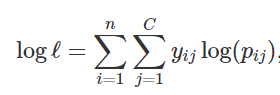 log ℓ = ∑_{i=1}^{n} ∑_{j=1}^{C} y_{ij} log(p_{ij}),